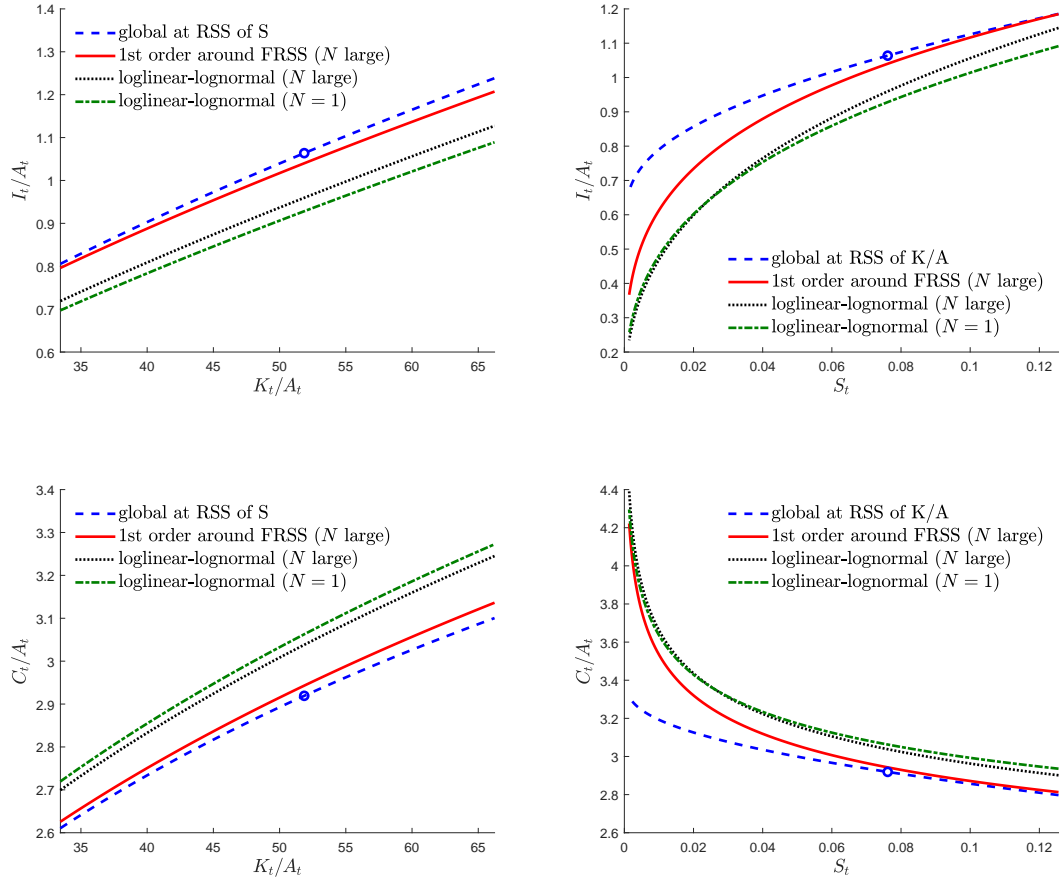 1.4
1.3
1.2
1.1
1
0.9
0.8
0.7
0.6
I_t/A_t
global at RSS of S
1st order around FRSS (N large)
loglinear-lognormal (N large)
loglinear-lognormal (N = 1)
35 40 45 50 55 60 65
K_t/A_t
1.2
1.1
1
0.9
0.8
0.7
0.6
0.5
0.4
0.3
0.2
I_t/A_t
global at RSS of K/A
1st order around FRSS (N large)
loglinear-lognormal (N large)
loglinear-lognormal (N = 1)
0 0.02 0.04 0.06 0.08 0.1 0.12
S_t
3.4
3.3
3.2
3.1
3
2.9
2.8
2.7
2.6
C_t/A_t
global at RSS of S
1st order around FRSS (N large)
loglinear-lognormal (N large)
loglinear-lognormal (N = 1)
35 40 45 50 55 60 65
K_t/A_t
4.4
4.2
4
3.8
3.6
3.4
3.2
3
2.8
2.6
C_t/A_t
global at RSS of K/A
1st order around FRSS (N large)
loglinear-lognormal (N large)
loglinear-lognormal (N = 1)
0 0.02 0.04 0.06 0.08 0.1 0.12
S_t